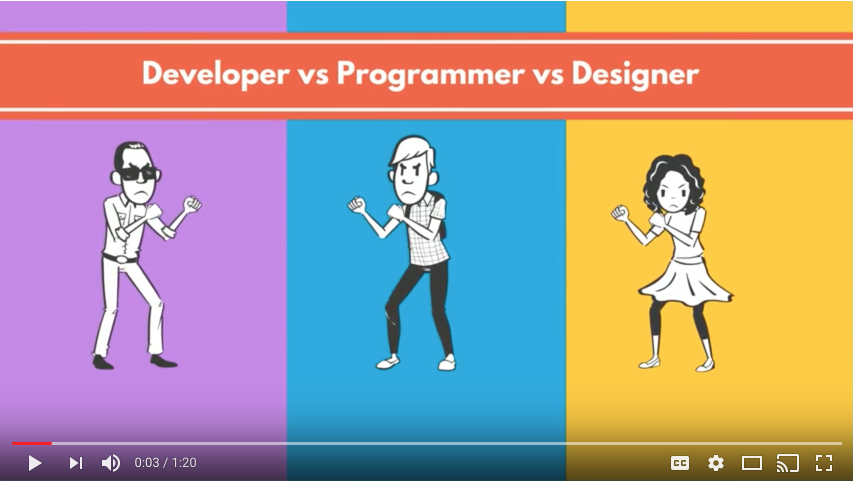 Developer vs Programmer vs Designer
0:03 / 1:20
CC